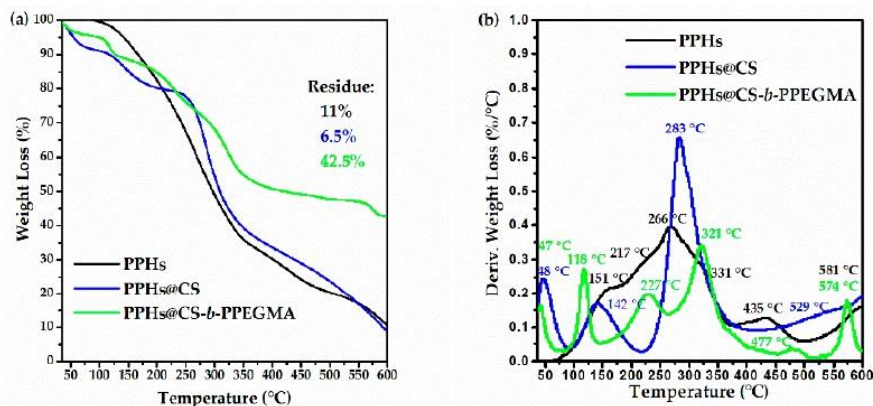 (a)
100
90
80
70
60
50
40
30
20
10
0
Weight Loss (%)
Residue:
11%
6.5%
42.5%
PPHs
PPHs@CS
PPHs@CS-b-PPEGMA
50 100 150 200 250 300 350 400 450 500 550 600
Temperature (°C)
(b)
1.0
0.9
0.8
0.7
0.6
0.5
0.4
0.3
0.2
0.1
0.0
Deriv. Weight Loss (%/°C)
PPHs
PPHs@CS
PPHs@CS-b-PPEGMA
283 °C
266 °C
47 °C
118 °C
217 °C
321 °C
48 °C
151 °C
227 °C
331 °C
581 °C
574 °C
142 °C
435 °C
529 °C
477 °C
50 100 150 200 250 300 350 400 450 500 550 600
Temperature (°C)